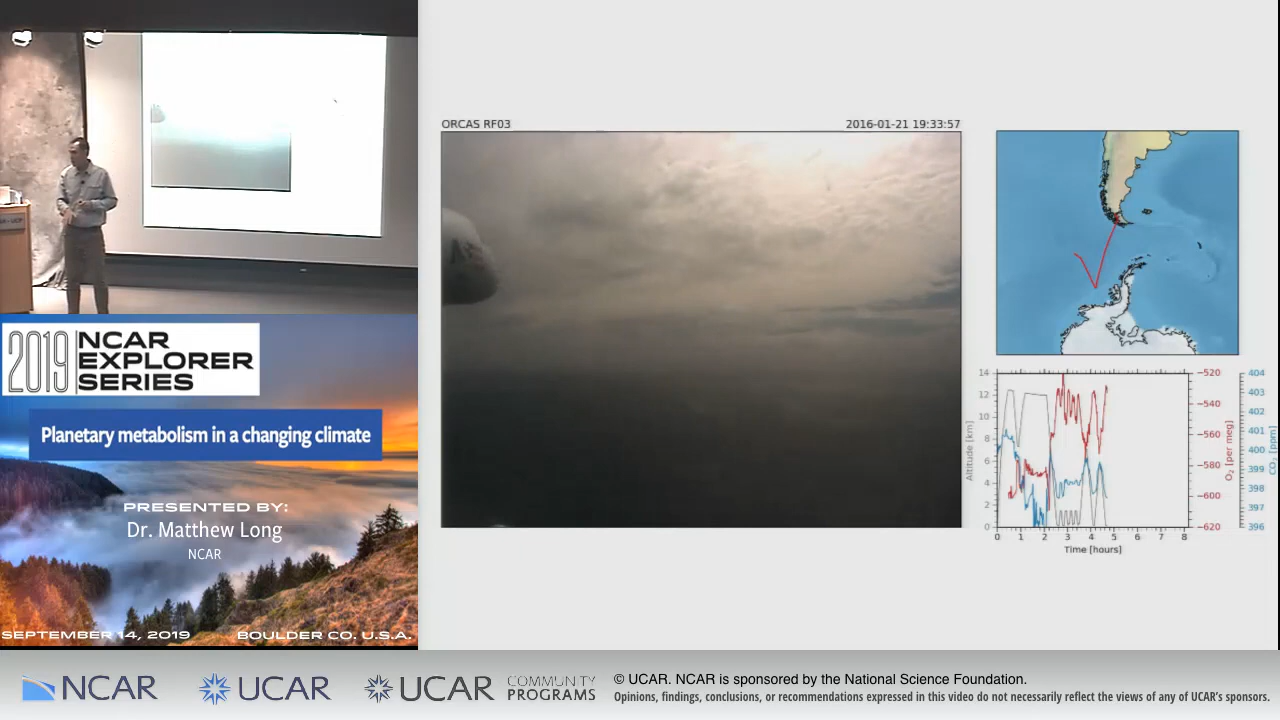 ORCAS RF03
2016-01-21 19:33:57
2019
NCAR
EXPLORER
SERIES
Planetary metabolism in a changing climate
PRESENTED BY:
Dr. Matthew Long
NCAR
SEPTEMBER 14, 2019
BOULDER CO. U.S.A.
14
12
10
8
6
4
2
0
Altitude [km]
0 1 2 3 4 5 6 7 8
Time [hours]
−520
−540
−560
−580
−600
−620
O₂ [per meg]
404
403
402
401
400
399
398
397
396
CO₂ [ppm]
NCAR
UCAR
UCAR
COMMUNITY
PROGRAMS
© UCAR. NCAR is sponsored by the National Science Foundation.
Opinions, findings, conclusions, or recommendations expressed in this video do not necessarily reflect the views of any of UCAR's sponsors.